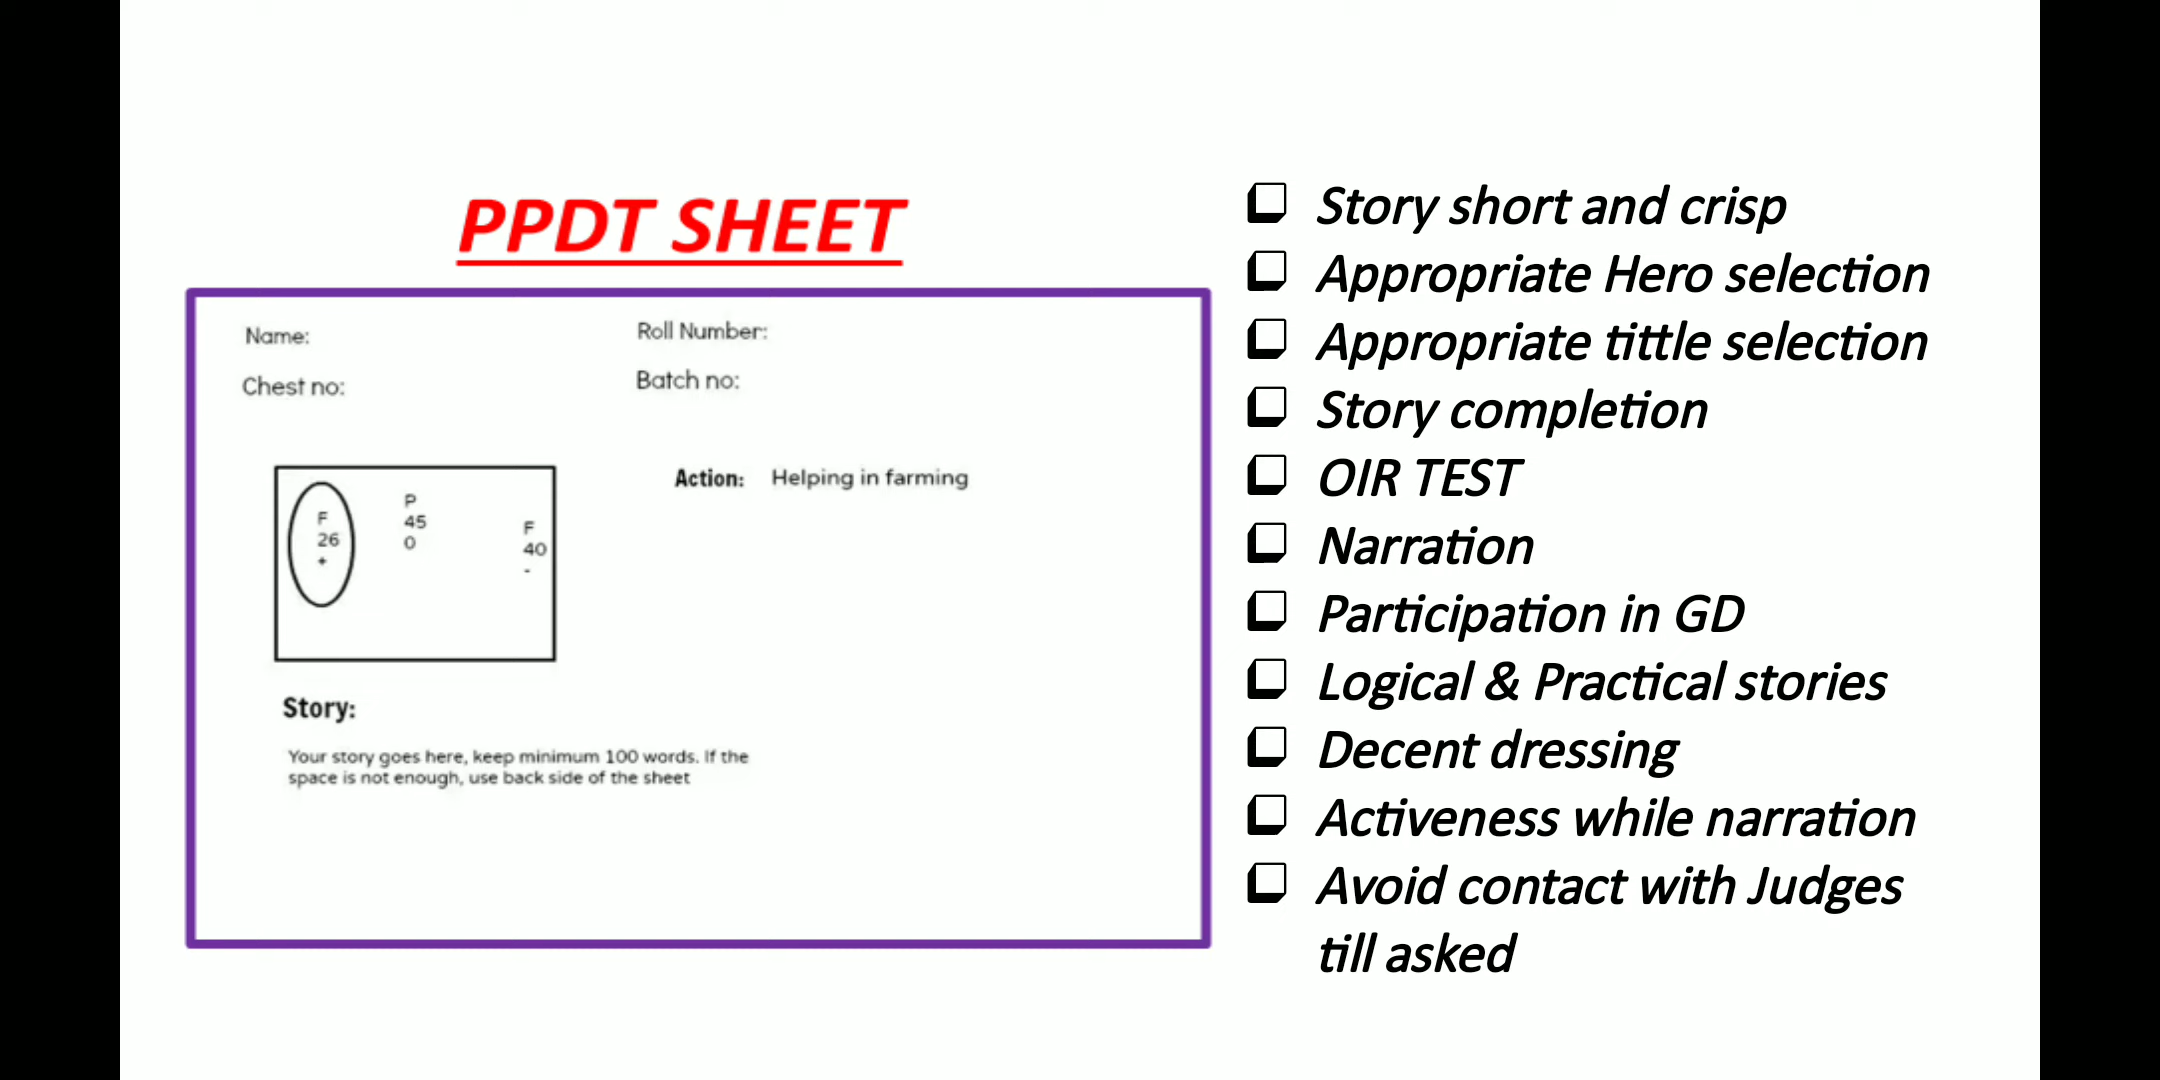 PPDT SHEET
Name:
Roll Number:
Chest no:
Batch no:
F
26
+
P
45
0
F
40
-
Action: Helping in farming
Story:
Your story goes here, keep minimum 100 words. If the
space is not enough, use back side of the sheet
Story short and crisp
Appropriate Hero selection
Appropriate tittle selection
Story completion
OIR TEST
Narration
Participation in GD
Logical & Practical stories
Decent dressing
Activeness while narration
Avoid contact with Judges
till asked